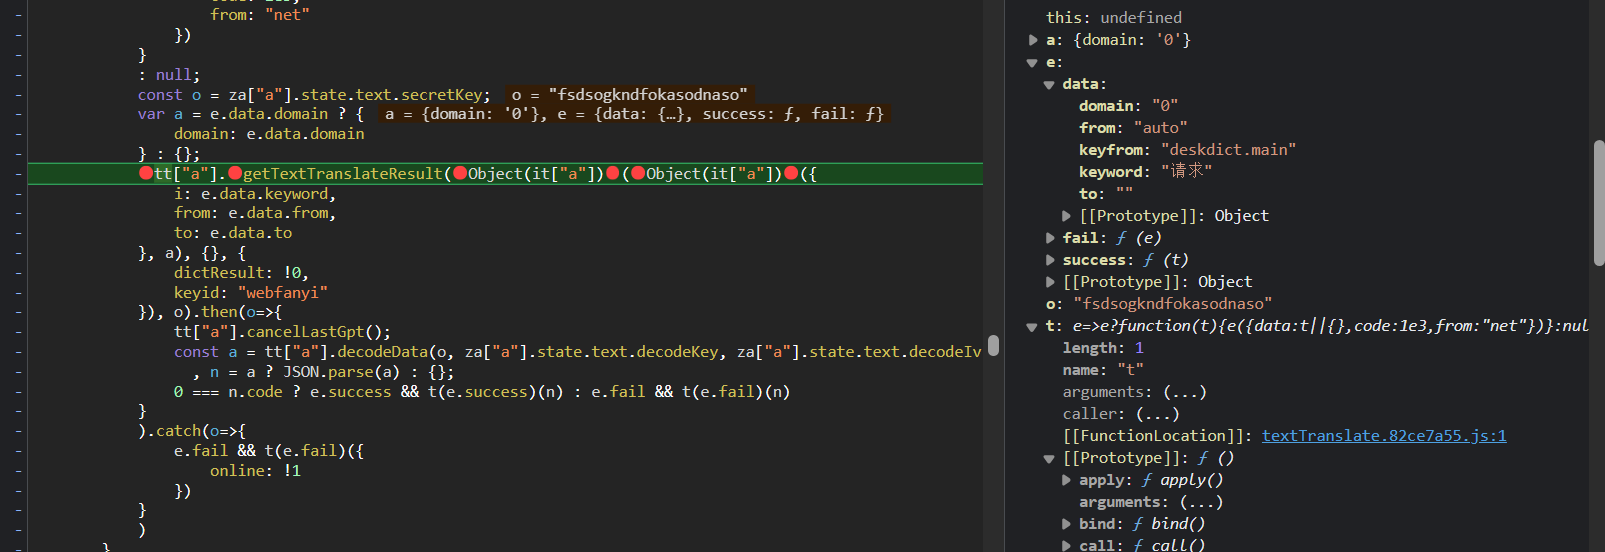 from: "net"
})
}
: null;
const o = za["a"].state.text.secretKey; o = "fsdsogkndfokasodnaso"
var a = e.data.domain ? { a = {domain: '0'}, e = {data: {…}, success: ƒ, fail: ƒ}
domain: e.data.domain
} : {};
tt["a"].getTextTranslateResult(Object(it["a"])(Object(it["a"])({
i: e.data.keyword,
from: e.data.from,
to: e.data.to
}, a), {}, {
dictResult: !0,
keyid: "webfanyi"
}), o).then(o=>{
tt["a"].cancelLastGpt();
const a = tt["a"].decodeData(o, za["a"].state.text.decodeKey, za["a"].state.text.decodeIv
, n = a ? JSON.parse(a) : {};
0 === n.code ? e.success && t(e.success)(n) : e.fail && t(e.fail)(n)
}
).catch(o=>{
e.fail && t(e.fail)({
online: !1
})
}
)
}
this: undefined
a: {domain: '0'}
e:
data:
domain: "0"
from: "auto"
keyfrom: "deskdict.main"
keyword: "请求"
to: ""
[[Prototype]]: Object
fail: ƒ (e)
success: ƒ (t)
[[Prototype]]: Object
o: "fsdsogkndfokasodnaso"
t: e=>e?function(t){e({data:t||{},code:1e3,from:"net"})}:nul
length: 1
name: "t"
arguments: (...)
caller: (...)
[[FunctionLocation]]: textTranslate.82ce7a55.js:1
[[Prototype]]: ƒ ()
apply: ƒ apply()
arguments: (...)
bind: ƒ bind()
call: ƒ call()